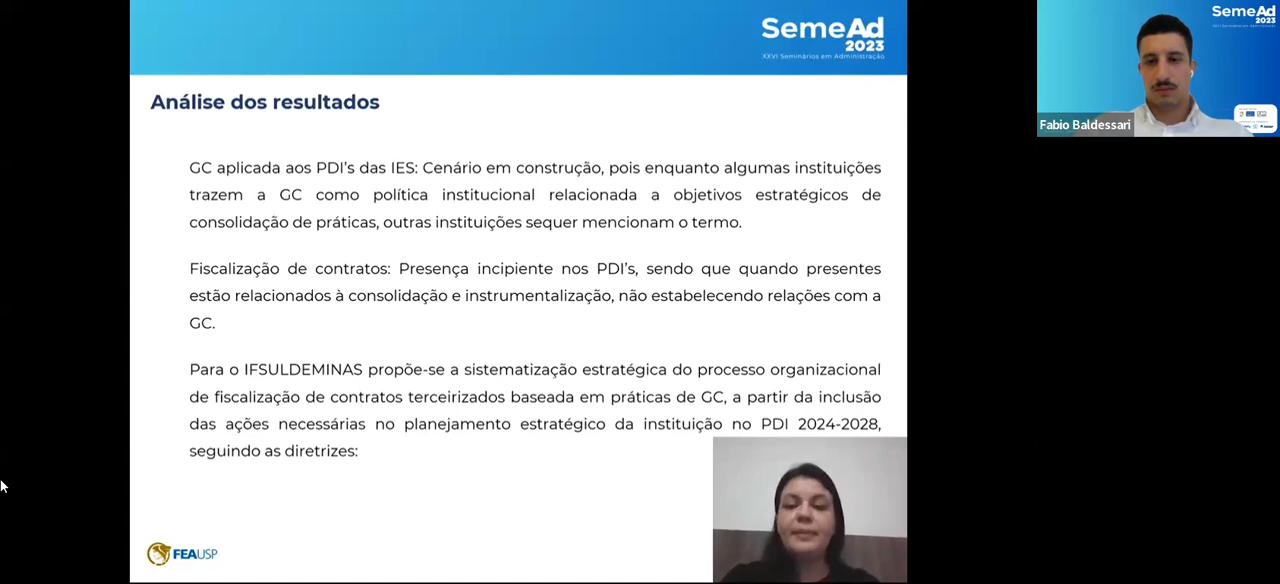 SemeAd
2023
XXVI Seminários em Administração
Análise dos resultados
GC aplicada aos PDI's das IES: Cenário em construção, pois enquanto algumas instituições
trazem a GC como política institucional relacionada a objetivos estratégicos de
consolidação de práticas, outras instituições sequer mencionam o termo.
Fiscalização de contratos: Presença incipiente nos PDI's, sendo que quando presentes
estão relacionados à consolidação e instrumentalização, não estabelecendo relações com a
GC.
Para o IFSULDEMINAS propõe-se a sistematização estratégica do processo organizacional
de fiscalização de contratos terceirizados baseada em práticas de GC, a partir da inclusão
das ações necessárias no planejamento estratégico da instituição no PDI 2024-2028,
seguindo as diretrizes:
FEAUSP
SemeAd
2023
Fabio Baldessari